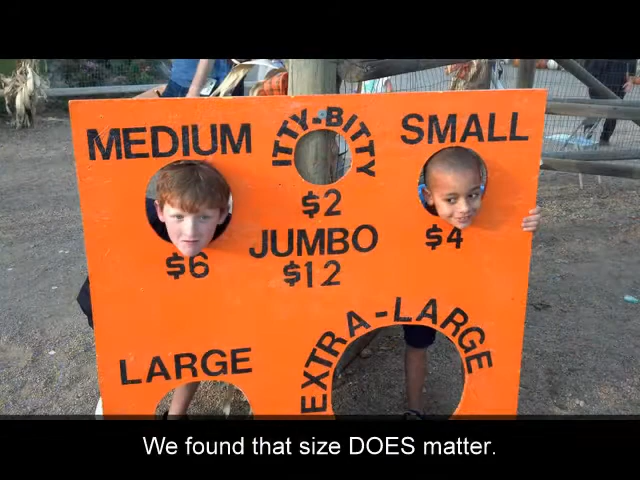 MEDIUM
$6
ITTY-BITTY
$2
SMALL
$4
JUMBO
$12
LARGE
EXTRA-LARGE
We found that size DOES matter.